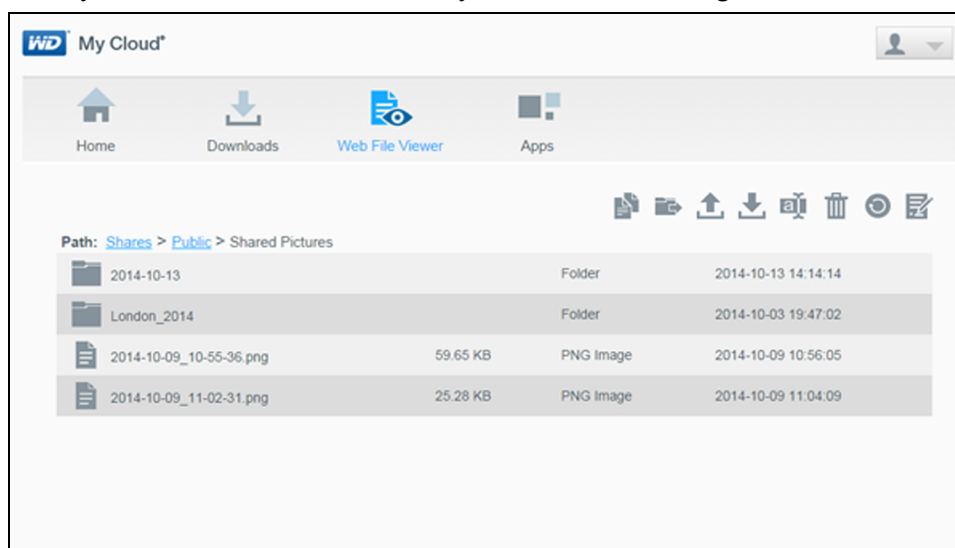 WD My Cloud®
Home Downloads Web File Viewer Apps
Path: Shares > Public > Shared Pictures
2014-10-13 Folder 2014-10-13 14:14:14
London_2014 Folder 2014-10-03 19:47:02
2014-10-09_10-55-36.png 59.65 KB PNG Image 2014-10-09 10:56:05
2014-10-09_11-02-31.png 25.28 KB PNG Image 2014-10-09 11:04:09